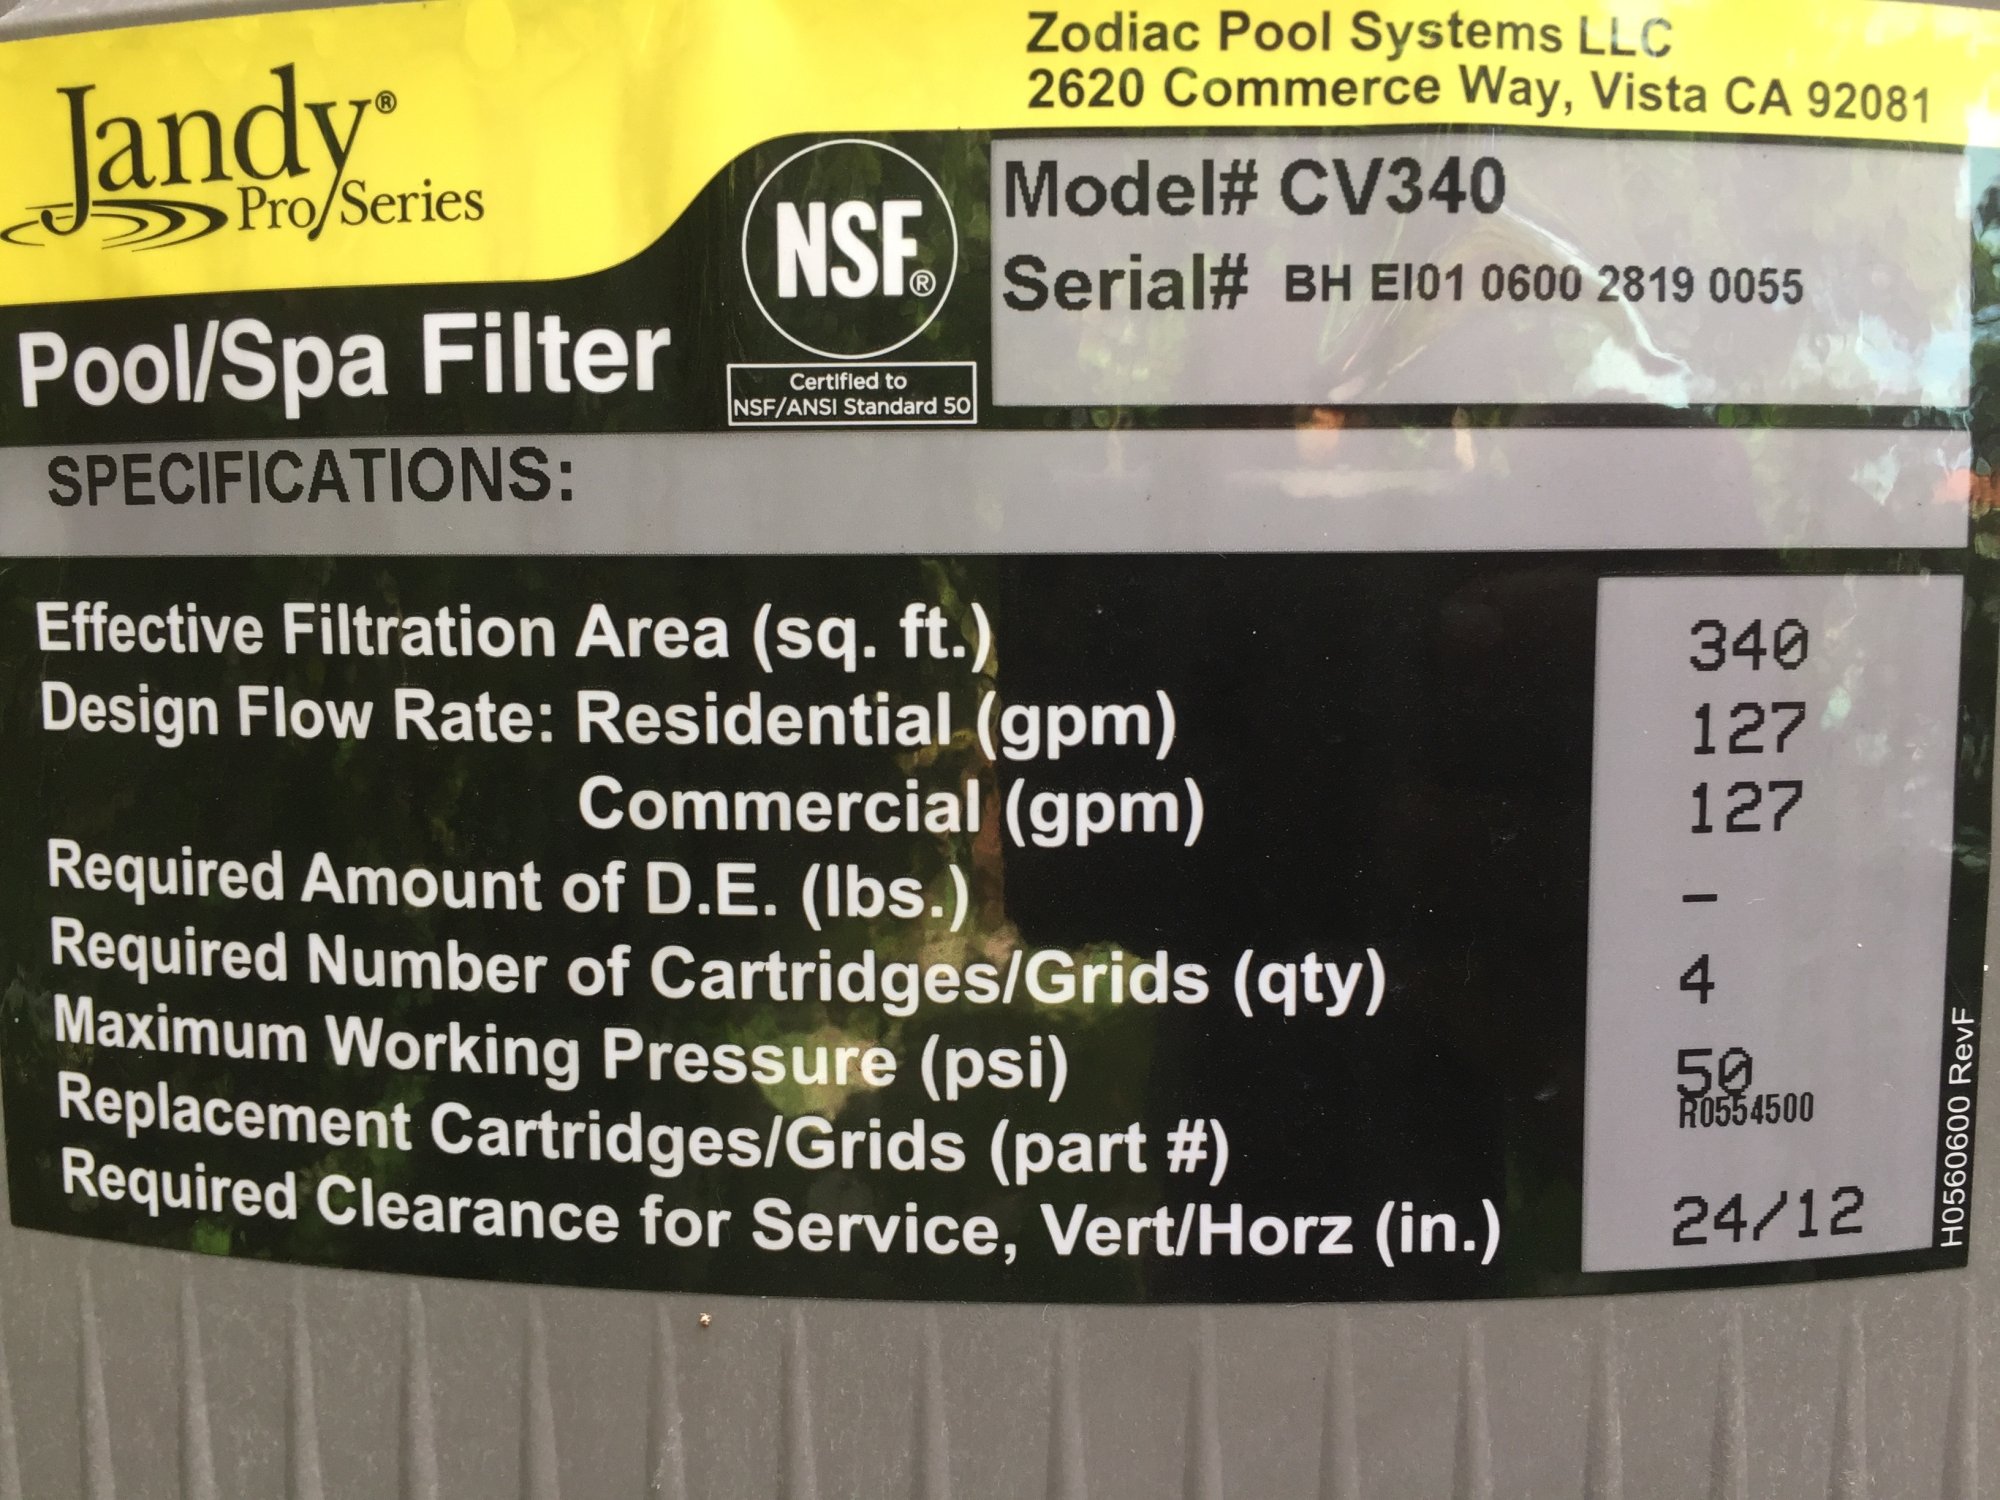 Zodiac Pool Systems LLC
2620 Commerce Way, Vista CA 92081
Jandy®
Pro Series
NSF®
Certified to
NSF/ANSI Standard 50
Model# CV340
Serial# BH EI01 0600 2819 0055
Pool/Spa Filter
SPECIFICATIONS:
Effective Filtration Area (sq. ft.) 340
Design Flow Rate: Residential (gpm) 127
Commercial (gpm) 127
Required Amount of D.E. (lbs.) –
Required Number of Cartridges/Grids (qty) 4
Maximum Working Pressure (psi) 50
Replacement Cartridges/Grids (part #) R0554500
Required Clearance for Service, Vert/Horz (in.) 24/12
H0560600 RevF